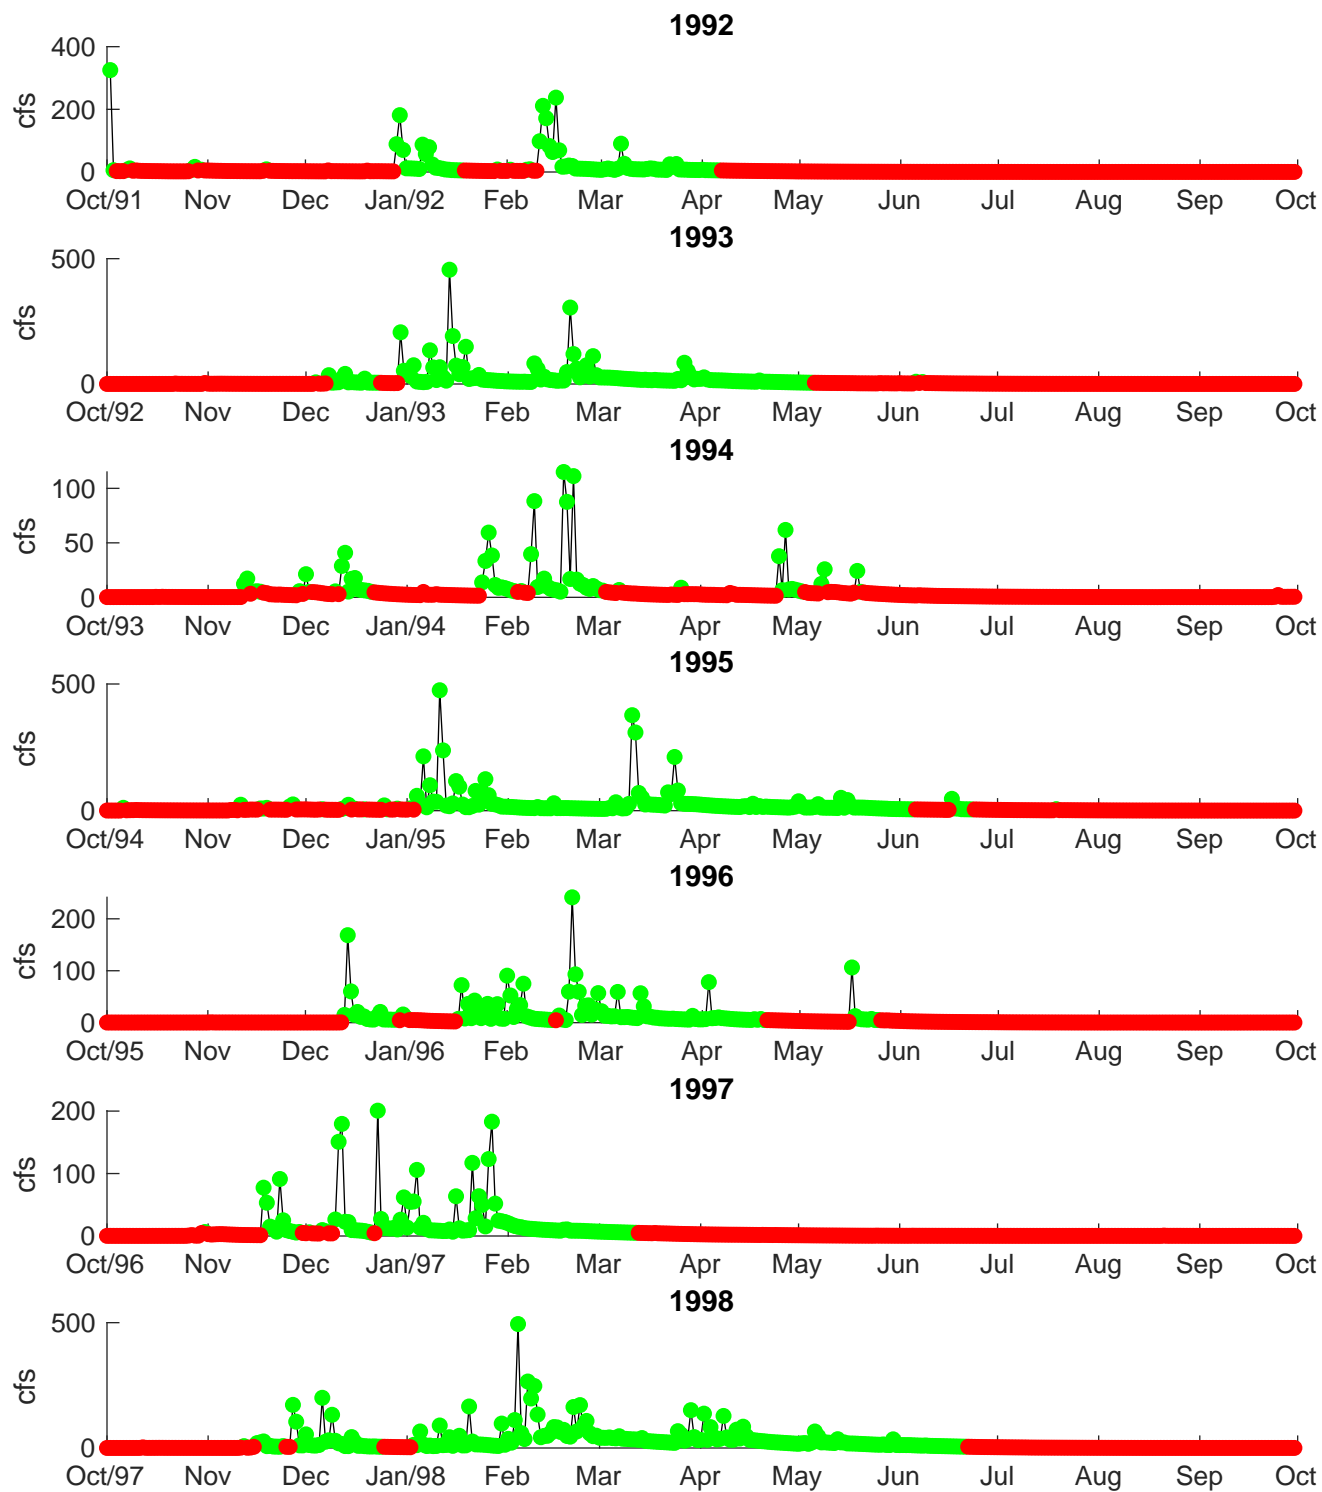 1992
400
200
0
cfs
Oct/91 Nov Dec Jan/92 Feb Mar Apr May Jun Jul Aug Sep Oct
1993
500
0
cfs
Oct/92 Nov Dec Jan/93 Feb Mar Apr May Jun Jul Aug Sep Oct
1994
100
50
0
cfs
Oct/93 Nov Dec Jan/94 Feb Mar Apr May Jun Jul Aug Sep Oct
1995
500
0
cfs
Oct/94 Nov Dec Jan/95 Feb Mar Apr May Jun Jul Aug Sep Oct
1996
200
100
0
cfs
Oct/95 Nov Dec Jan/96 Feb Mar Apr May Jun Jul Aug Sep Oct
1997
200
100
0
cfs
Oct/96 Nov Dec Jan/97 Feb Mar Apr May Jun Jul Aug Sep Oct
1998
500
0
cfs
Oct/97 Nov Dec Jan/98 Feb Mar Apr May Jun Jul Aug Sep Oct